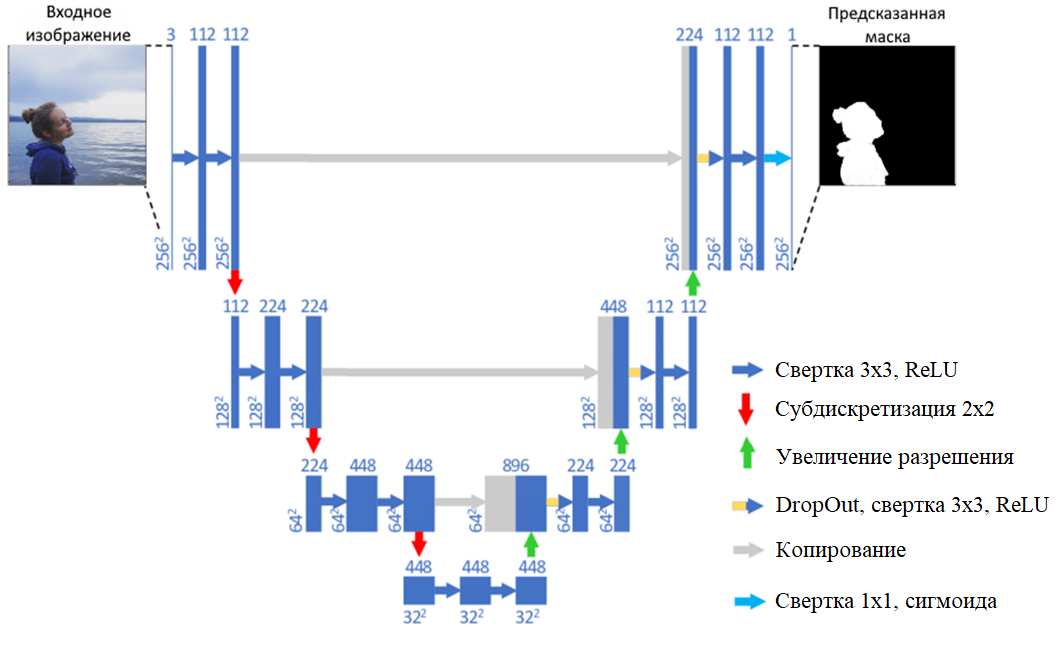 Входное
изображение
Предсказанная
маска
3 112 112
224 112 112 1
256² 256² 256²
256² 256² 256² 256²
112 224 224
448 112 112
128² 128² 128²
128² 128² 128²
224 448 448 896 224 224
64² 64² 64² 64² 64² 64²
448 448 448
32² 32² 32²
Свертка 3x3, ReLU
Субдискретизация 2x2
Увеличение разрешения
DropOut, свертка 3x3, ReLU
Копирование
Свертка 1x1, сигмоида